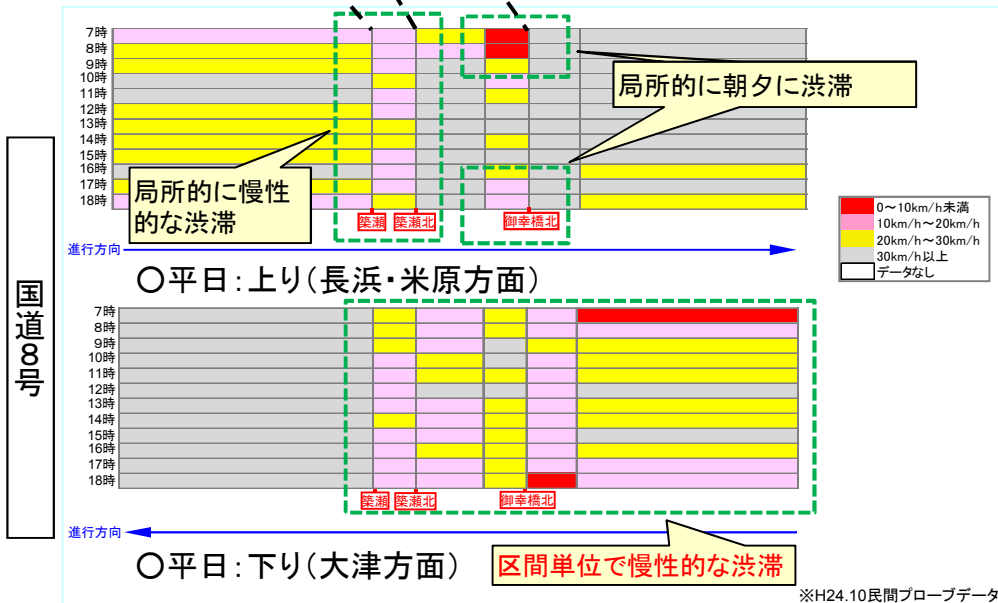 7時
8時
9時
10時
11時
12時
13時
14時
15時
16時
17時
18時
局所的に朝夕に渋滞
局所的に慢性
的な渋滞
簗瀬
簗瀬北
御幸橋北
進行方向
○平日：上り（長浜・米原方面）
0～10km/h未満
10km/h～20km/h
20km/h～30km/h
30km/h以上
データなし
国道8号
7時
8時
9時
10時
11時
12時
13時
14時
15時
16時
17時
18時
簗瀬
簗瀬北
御幸橋北
進行方向
○平日：下り（大津方面）
区間単位で慢性的な渋滞
※H24.10民間プローブデータ